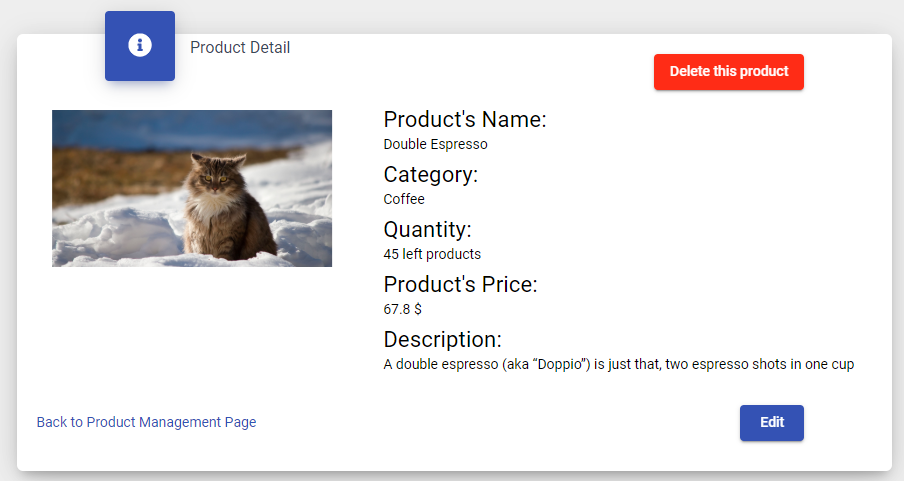 Product Detail
Delete this product
Product's Name:
Double Espresso
Category:
Coffee
Quantity:
45 left products
Product's Price:
67.8 $
Description:
A double espresso (aka “Doppio”) is just that, two espresso shots in one cup
Back to Product Management Page
Edit